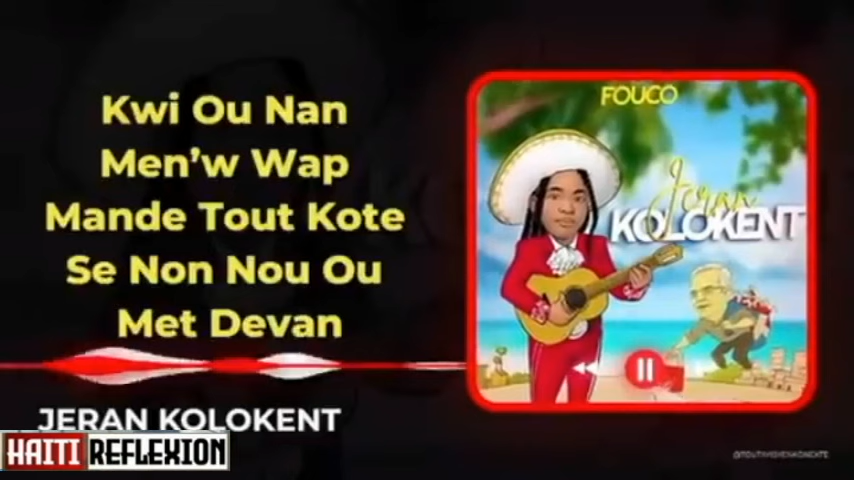 Kwi Ou Nan
Men'w Wap
Mande Tout Kote
Se Non Nou Ou
Met Devan
JERAN KOLOKENT
HAITI REFLEXION
FOUCO
Jeran
KOLOKENT